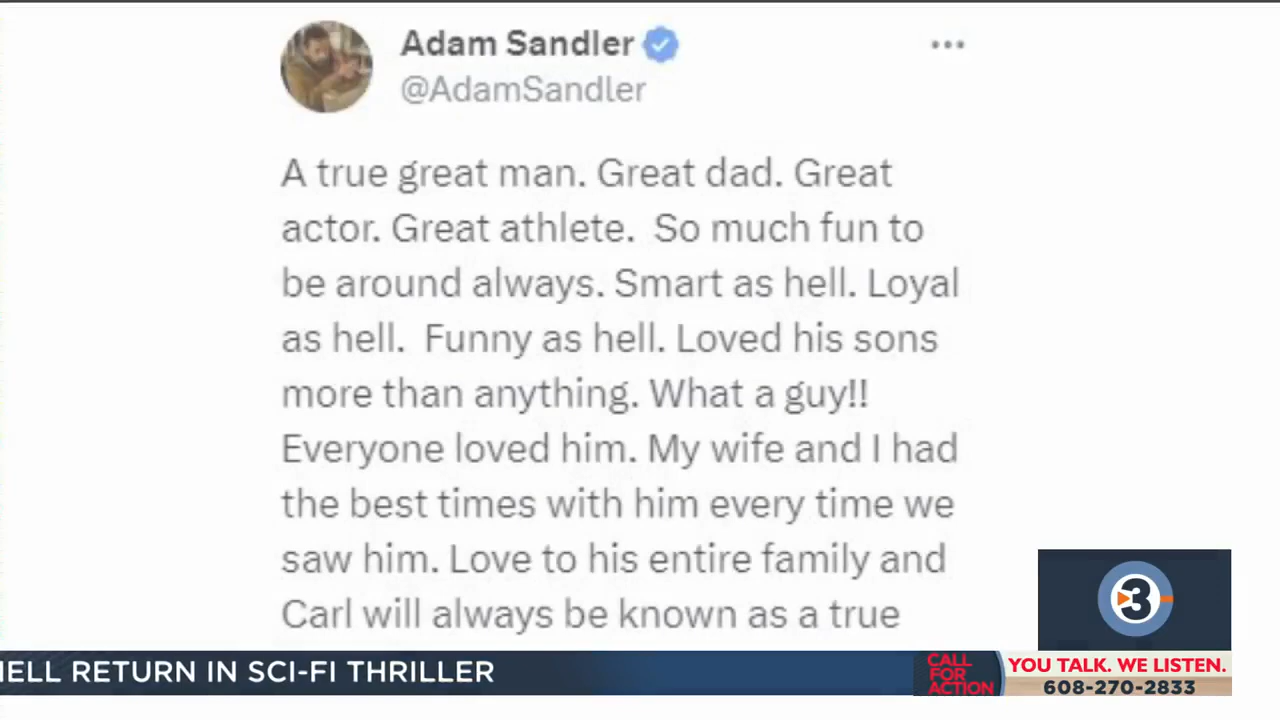 Adam Sandler
@AdamSandler
A true great man. Great dad. Great
actor. Great athlete.  So much fun to
be around always. Smart as hell. Loyal
as hell.  Funny as hell. Loved his sons
more than anything. What a guy!!
Everyone loved him. My wife and I had
the best times with him every time we
saw him. Love to his entire family and
Carl will always be known as a true
3
ELL RETURN IN SCI-FI THRILLER
CALL
FOR
ACTION
YOU TALK. WE LISTEN.
608-270-2833